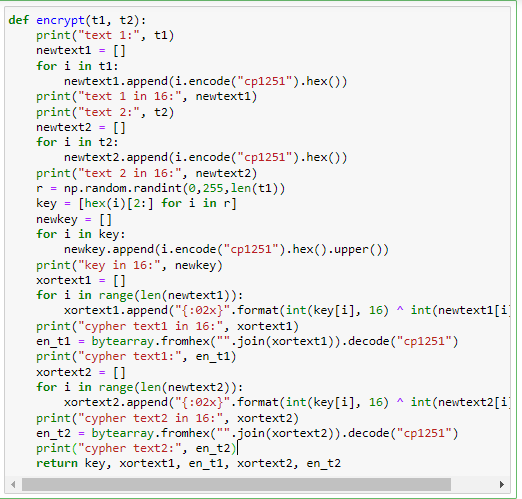 def encrypt(t1, t2):
    print("text 1:", t1)
    newtext1 = []
    for i in t1:
        newtext1.append(i.encode("cp1251").hex())
    print("text 1 in 16:", newtext1)
    print("text 2:", t2)
    newtext2 = []
    for i in t2:
        newtext2.append(i.encode("cp1251").hex())
    print("text 2 in 16:", newtext2)
    r = np.random.randint(0,255,len(t1))
    key = [hex(i)[2:] for i in r]
    newkey = []
    for i in key:
        newkey.append(i.encode("cp1251").hex().upper())
    print("key in 16:", newkey)
    xortext1 = []
    for i in range(len(newtext1)):
        xortext1.append("{:02x}".format(int(key[i], 16) ^ int(newtext1[i]
    print("cypher text1 in 16:", xortext1)
    en_t1 = bytearray.fromhex("".join(xortext1)).decode("cp1251")
    print("cypher text1:", en_t1)
    xortext2 = []
    for i in range(len(newtext2)):
        xortext2.append("{:02x}".format(int(key[i], 16) ^ int(newtext2[i
    print("cypher text2 in 16:", xortext2)
    en_t2 = bytearray.fromhex("".join(xortext2)).decode("cp1251")
    print("cypher text2:", en_t2)
    return key, xortext1, en_t1, xortext2, en_t2